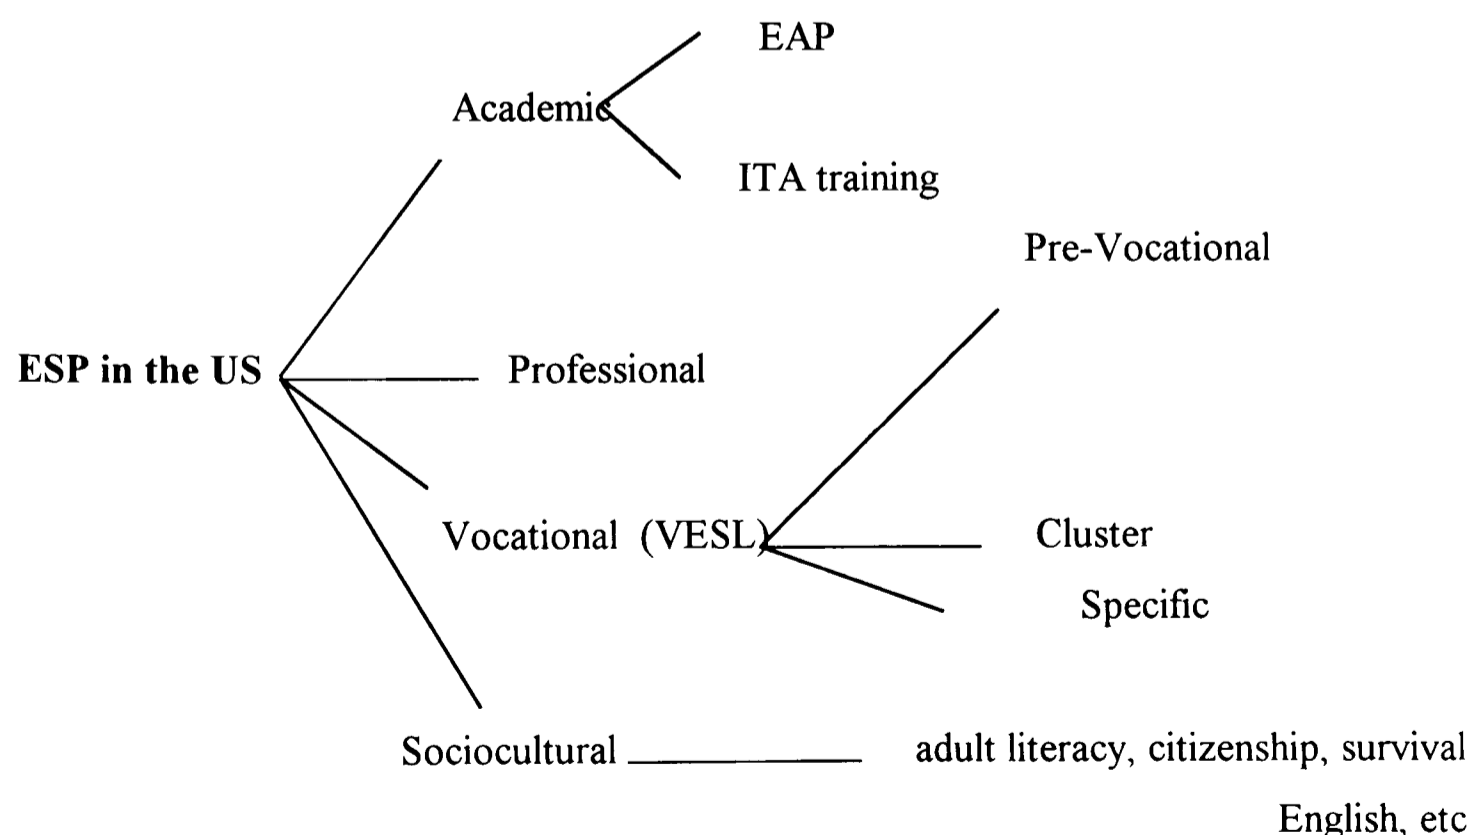 EAP
Academic
ITA training
Pre-Vocational
ESP in the US
Professional
Vocational (VESL)
Cluster
Specific
Sociocultural
adult literacy, citizenship, survival
English, etc